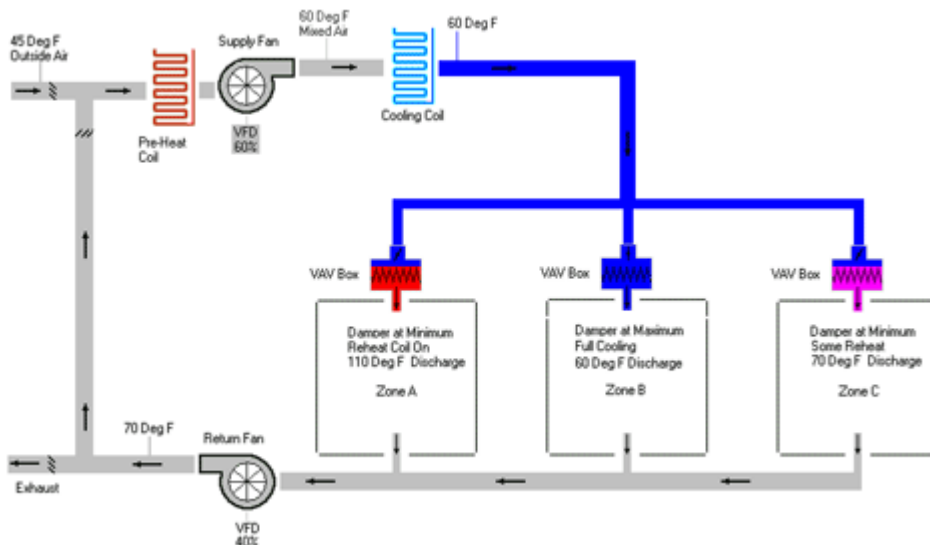 45 Deg F
Outside Air
Supply Fan
60 Deg F
Mixed Air
60 Deg F
Pre-Heat
Coil
VFD
60%
Cooling Coil
VAV Box
VAV Box
VAV Box
Damper at Minimum
Reheat Coil On
110 Deg F Discharge
Zone A
Damper at Maximum
Full Cooling
60 Deg F Discharge
Zone B
Damper at Minimum
Some Reheat
70 Deg F Discharge
Zone C
70 Deg F
Return Fan
Exhaust
VFD
40%